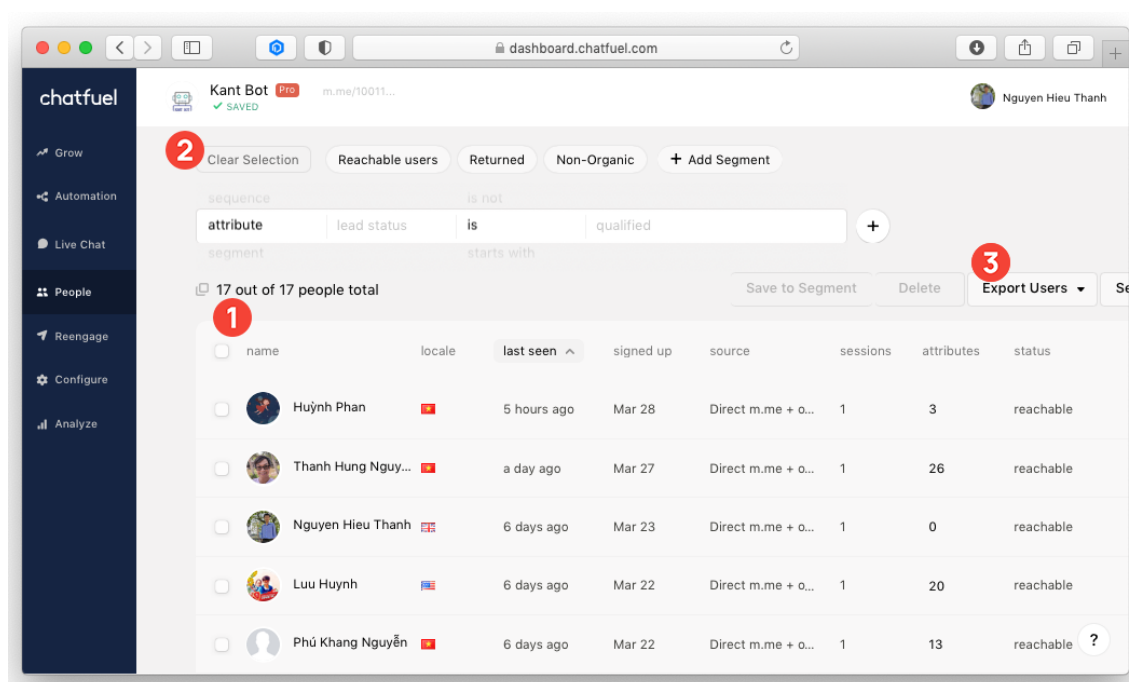 dashboard.chatfuel.com
chatfuel
Kant Bot Pro m.me/10011...
SAVED
Nguyen Hieu Thanh
Grow
Automation
Live Chat
People
Reengage
Configure
Analyze
2
Clear Selection Reachable users Returned Non-Organic + Add Segment
sequence is not
attribute lead status is qualified +
segment starts with
3
17 out of 17 people total Save to Segment Delete Export Users Se
1
name locale last seen signed up source sessions attributes status
Huỳnh Phan 5 hours ago Mar 28 Direct m.me + o... 1 3 reachable
Thanh Hung Nguy... a day ago Mar 27 Direct m.me + o... 1 26 reachable
Nguyen Hieu Thanh 6 days ago Mar 23 Direct m.me + o... 1 0 reachable
Luu Huynh 6 days ago Mar 22 Direct m.me + o... 1 20 reachable
Phú Khang Nguyễn 6 days ago Mar 22 Direct m.me + o... 1 13 reachable ?